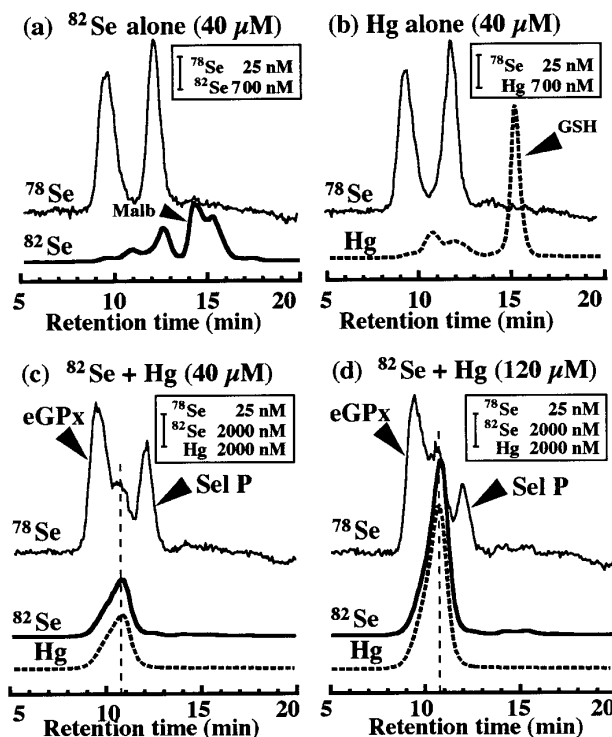 (a) ⁸²Se alone (40 µM)
⁷⁸Se 25 nM
⁸²Se 700 nM
⁷⁸Se
Malb
⁸²Se
5 10 15 20
Retention time (min)
(b) Hg alone (40 µM)
⁷⁸Se 25 nM
Hg 700 nM
GSH
⁷⁸Se
Hg
5 10 15 20
Retention time (min)
(c) ⁸²Se + Hg (40 µM)
eGPx
⁷⁸Se 25 nM
⁸²Se 2000 nM
Hg 2000 nM
Sel P
⁷⁸Se
⁸²Se
Hg
5 10 15 20
Retention time (min)
(d) ⁸²Se + Hg (120 µM)
eGPx
⁷⁸Se 25 nM
⁸²Se 2000 nM
Hg 2000 nM
Sel P
⁷⁸Se
⁸²Se
Hg
5 10 15 20
Retention time (min)